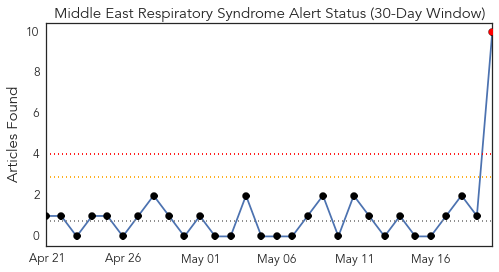 Middle East Respiratory Syndrome Alert Status (30-Day Window)
Articles Found
10
8
6
4
2
0
Apr 21 Apr 26 May 01 May 06 May 11 May 16